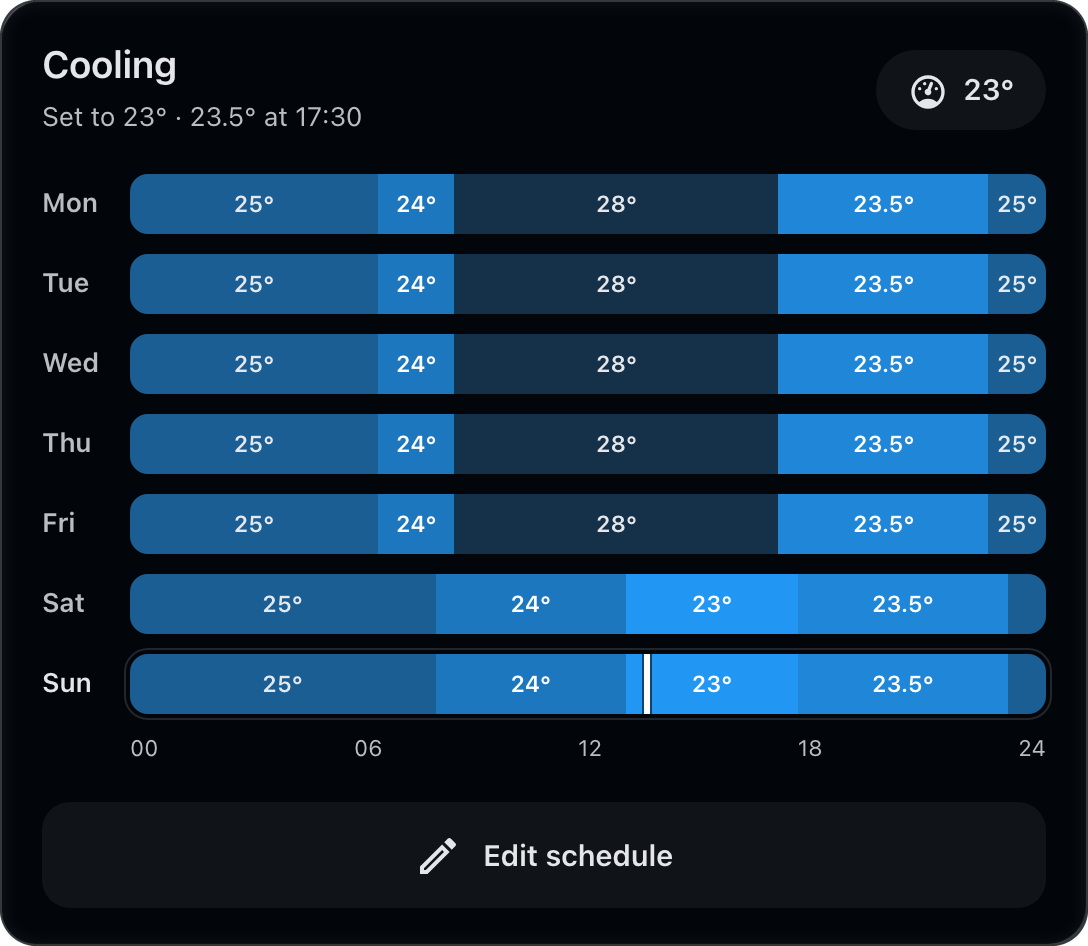 Cooling
Set to 23° · 23.5° at 17:30
23°
Mon 25° 24° 28° 23.5° 25°
Tue 25° 24° 28° 23.5° 25°
Wed 25° 24° 28° 23.5° 25°
Thu 25° 24° 28° 23.5° 25°
Fri 25° 24° 28° 23.5° 25°
Sat 25° 24° 23° 23.5°
Sun 25° 24° 23° 23.5°
00 06 12 18 24
Edit schedule